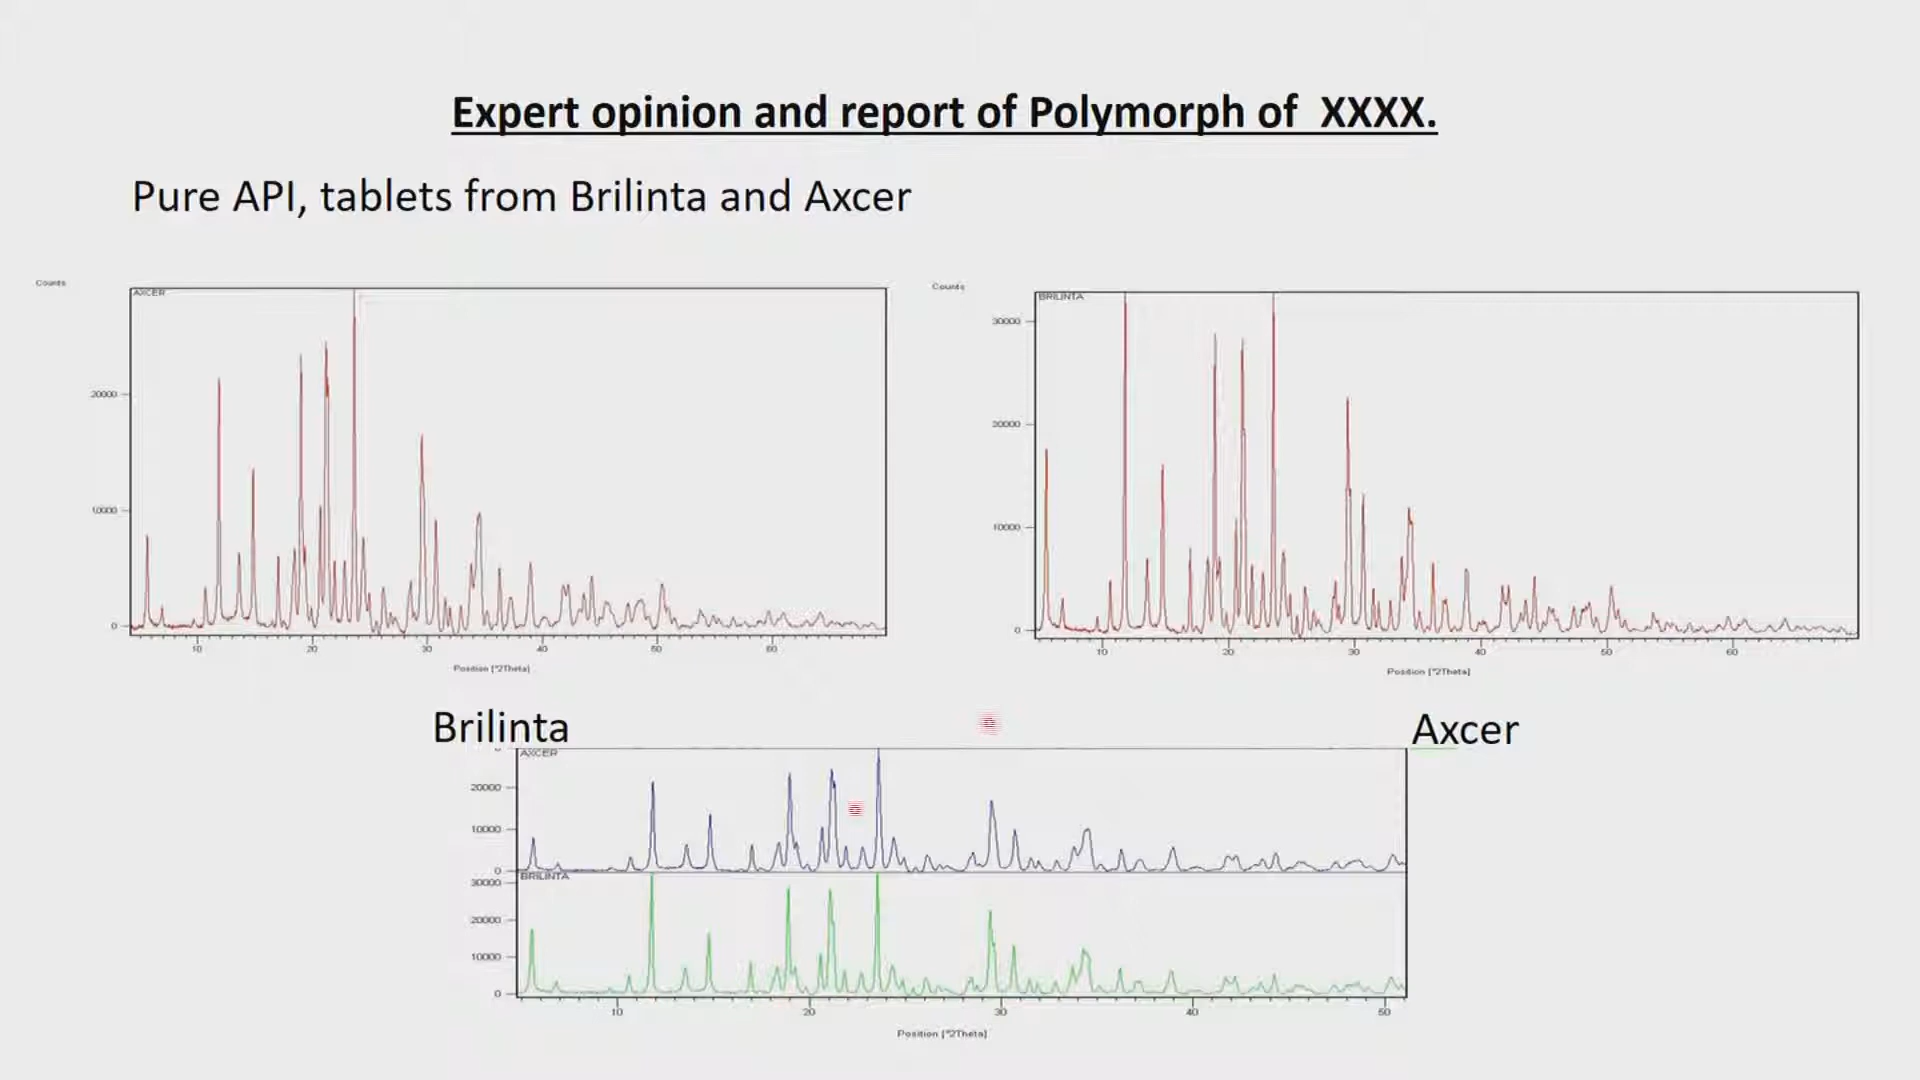 Expert opinion and report of Polymorph of XXXX.
Pure API, tablets from Brilinta and Axcer
Counts
AXCER
20000
10000
0
10 20 30 40 50 60
Position [°2Theta]
Counts
BRILINTA
30000
20000
10000
0
10 20 30 40 50 60
Position [°2Theta]
Brilinta
Axcer
AXCER
20000
10000
0
BRILINTA
30000
20000
10000
0
10 20 30 40 50
Position [°2Theta]